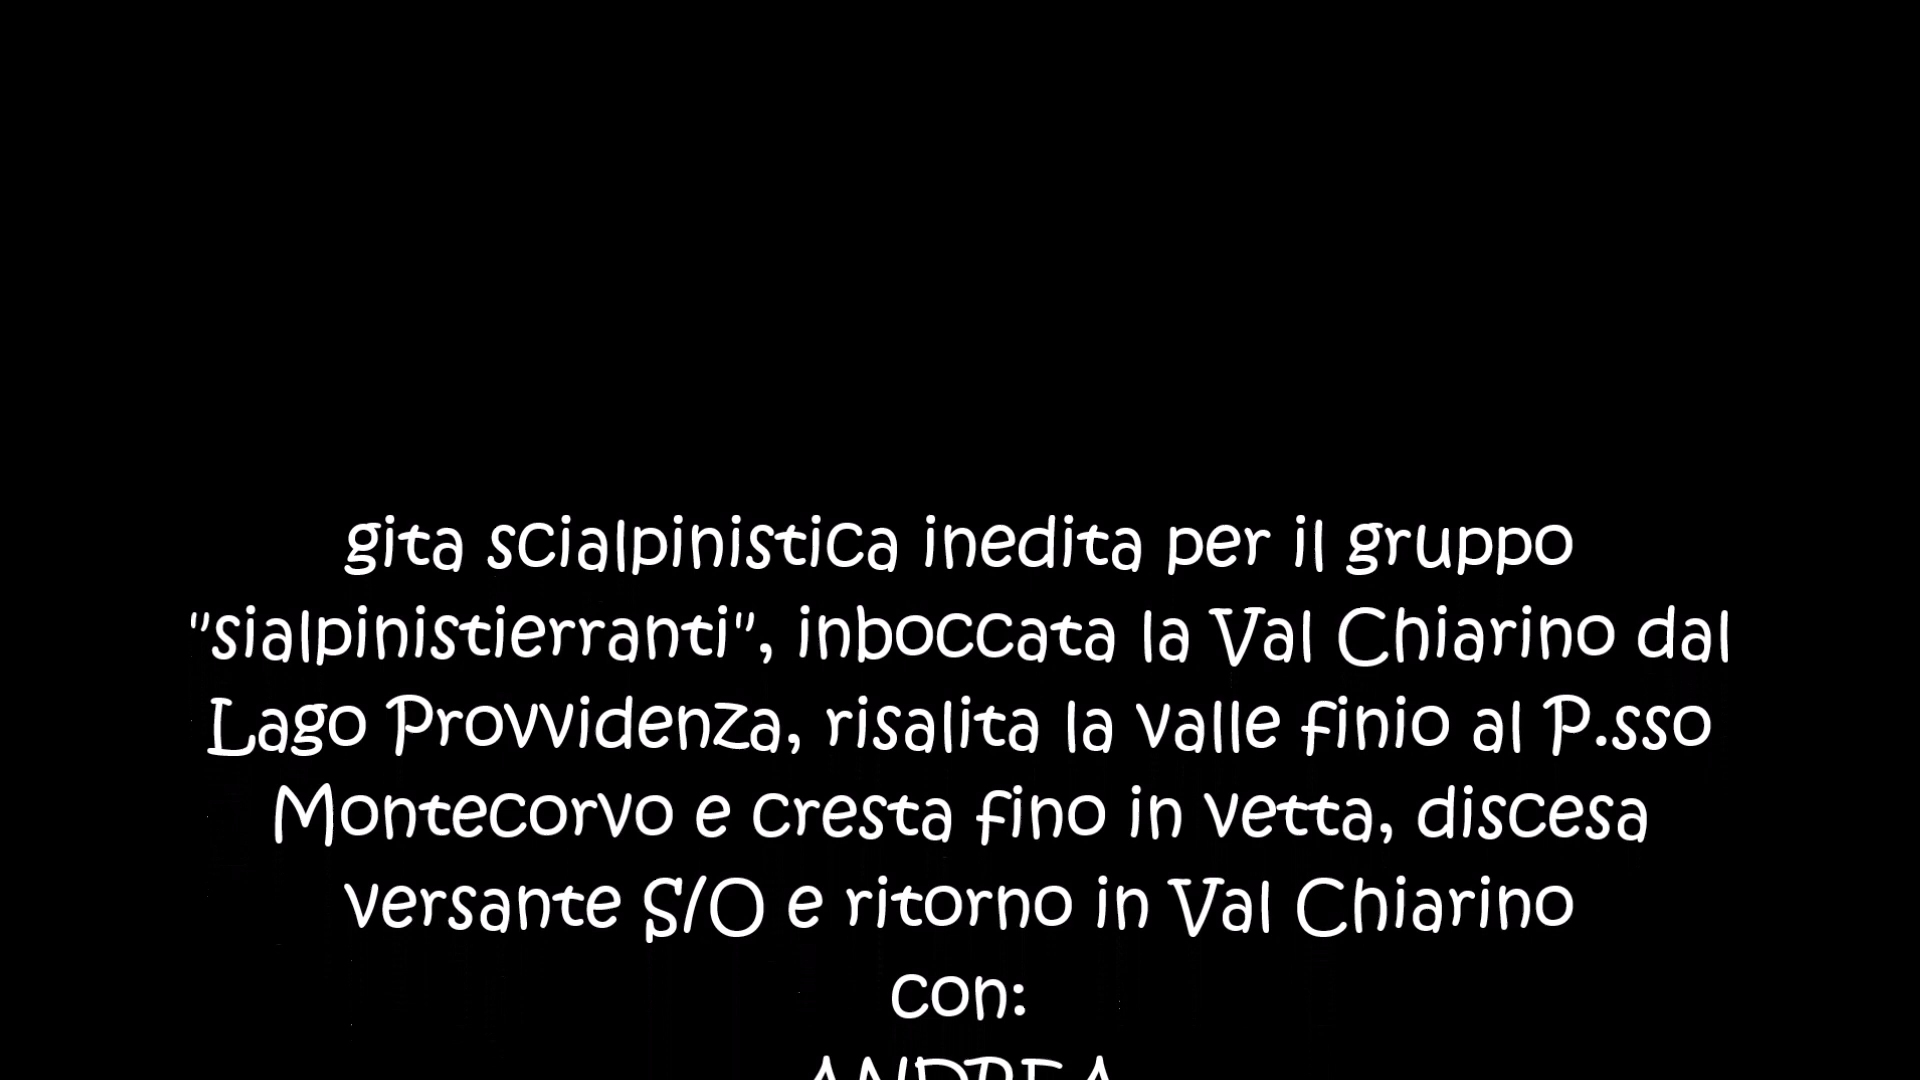 gita scialpinistica inedita per il gruppo
"sialpinistierranti", inboccata la Val Chiarino dal
Lago Provvidenza, risalita la valle finio al P.sso
Montecorvo e cresta fino in vetta, discesa
versante S/O e ritorno in Val Chiarino
con:
ANDREA